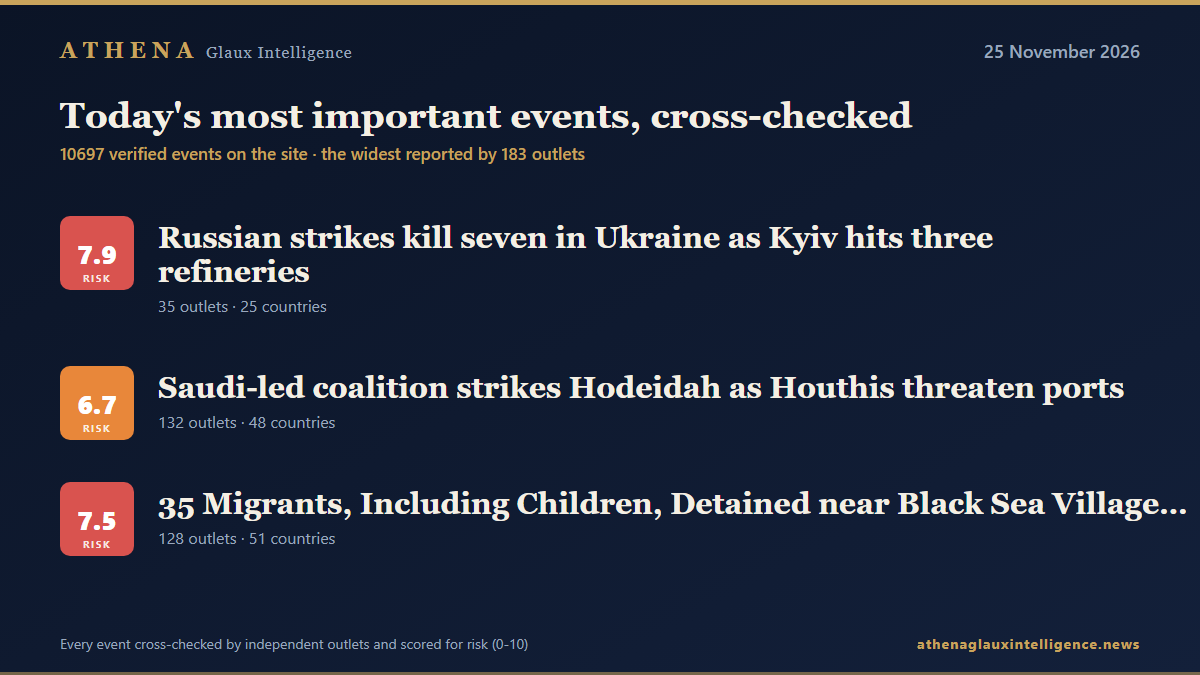 ATHENA Glaux Intelligence
25 November 2026
Today's most important events, cross-checked
10697 verified events on the site · the widest reported by 183 outlets
7.9
RISK
Russian strikes kill seven in Ukraine as Kyiv hits three
refineries
35 outlets · 25 countries
6.7
RISK
Saudi-led coalition strikes Hodeidah as Houthis threaten ports
132 outlets · 48 countries
7.5
RISK
35 Migrants, Including Children, Detained near Black Sea Village...
128 outlets · 51 countries
Every event cross-checked by independent outlets and scored for risk (0-10)
athenaglauxintelligence.news